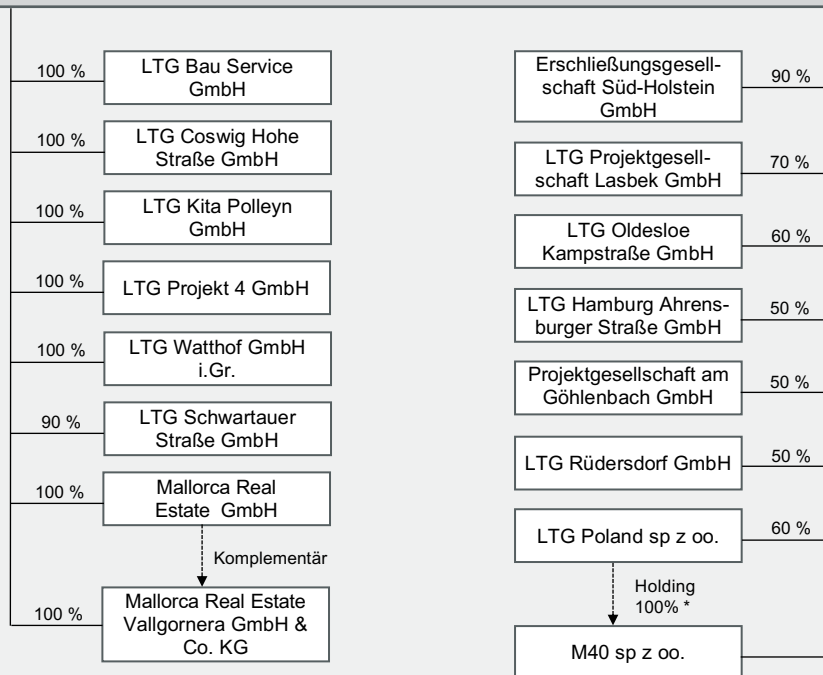 100 %
LTG Bau Service
GmbH
100 %
LTG Coswig Hohe
Straße GmbH
100 %
LTG Kita Polleyn
GmbH
100 %
LTG Projekt 4 GmbH
100 %
LTG Watthof GmbH
i.Gr.
90 %
LTG Schwartauer
Straße GmbH
100 %
Mallorca Real
Estate GmbH
Komplementär
100 %
Mallorca Real Estate
Vallgornera GmbH &
Co. KG
Erschließungsgesell-
schaft Süd-Holstein
GmbH
90 %
LTG Projektgesell-
schaft Lasbek GmbH
70 %
LTG Oldesloe
Kampstraße GmbH
60 %
LTG Hamburg Ahrens-
burger Straße GmbH
50 %
Projektgesellschaft am
Göhlenbach GmbH
50 %
LTG Rüdersdorf GmbH
50 %
LTG Poland sp z oo.
60 %
Holding
100% *
M40 sp z oo.